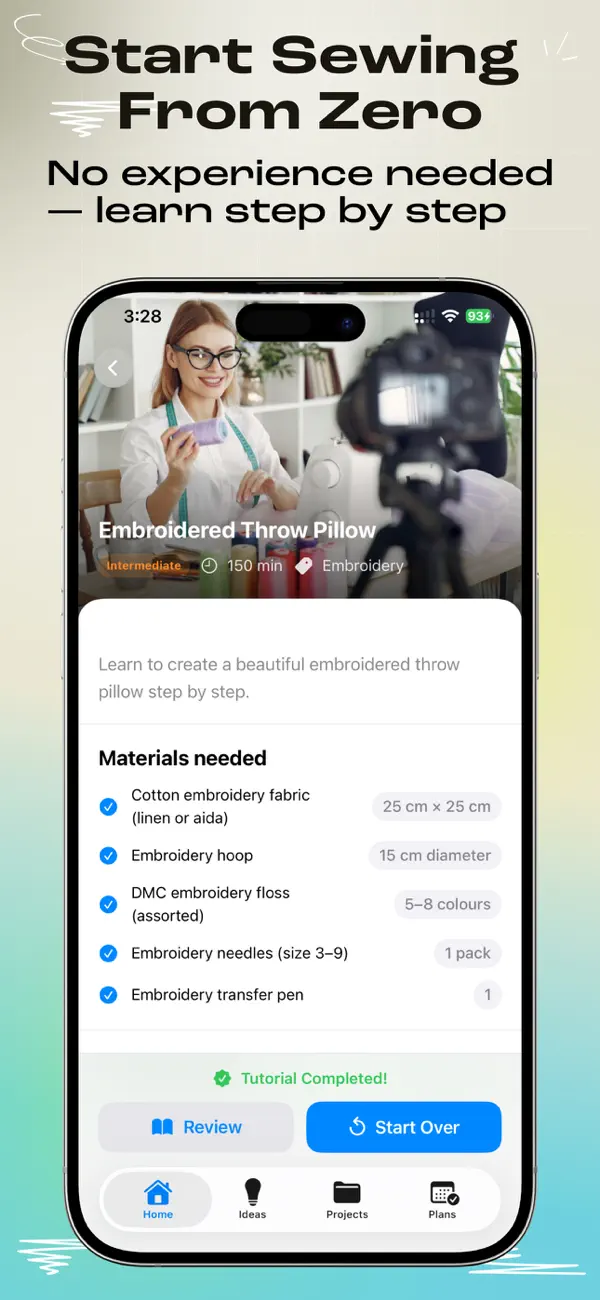 Start Sewing
From Zero
No experience needed
— learn step by step
3:28
93
Embroidered Throw Pillow
Intermediate
150 min
Embroidery
Learn to create a beautiful embroidered throw
pillow step by step.
Materials needed
Cotton embroidery fabric
(linen or aida)
25 cm × 25 cm
Embroidery hoop
15 cm diameter
DMC embroidery floss
(assorted)
5–8 colours
Embroidery needles (size 3–9)
1 pack
Embroidery transfer pen
1
Tutorial Completed!
Review
Start Over
Home
Ideas
Projects
Plans